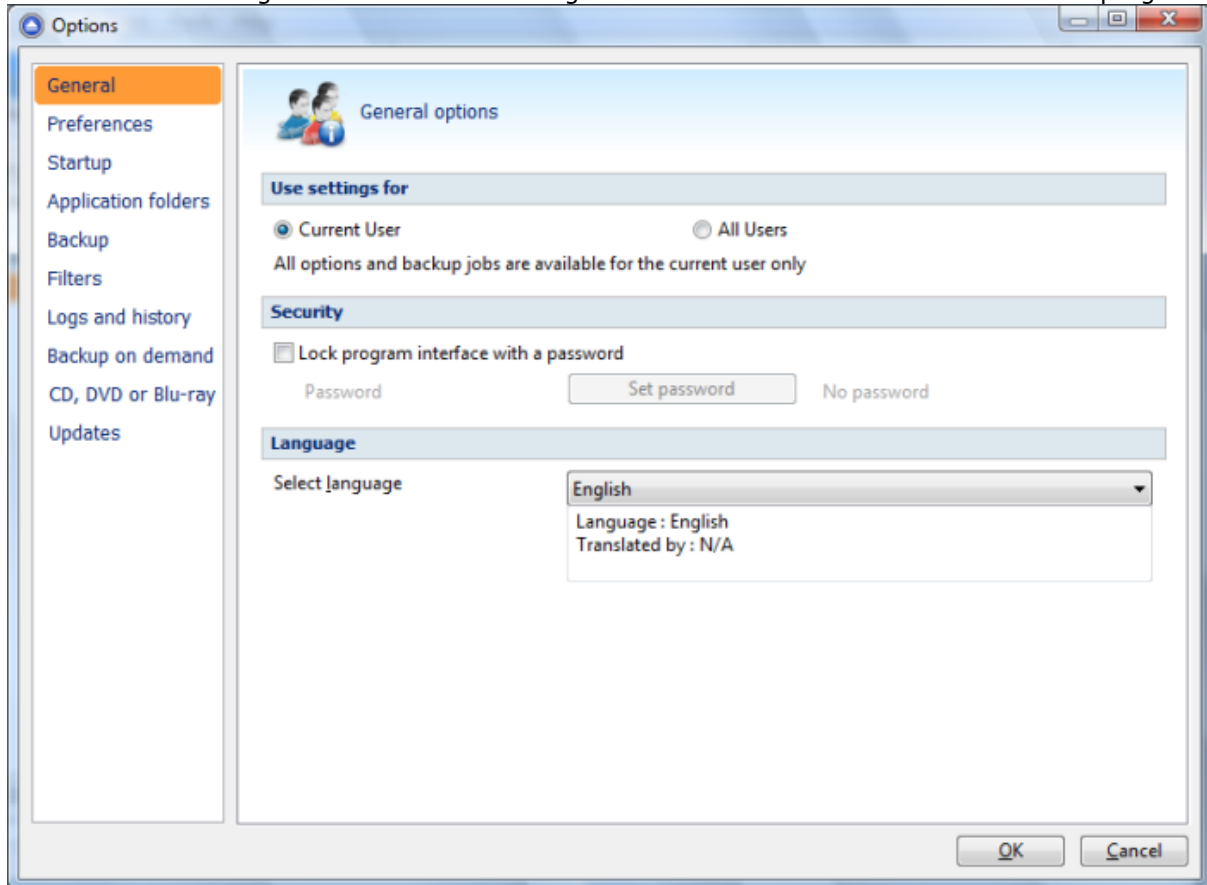 Options
General
Preferences
Startup
Application folders
Backup
Filters
Logs and history
Backup on demand
CD, DVD or Blu-ray
Updates
General options
Use settings for
Current User
All Users
All options and backup jobs are available for the current user only
Security
Lock program interface with a password
Password
Set password
No password
Language
Select language
English
Language : English
Translated by : N/A
OK
Cancel